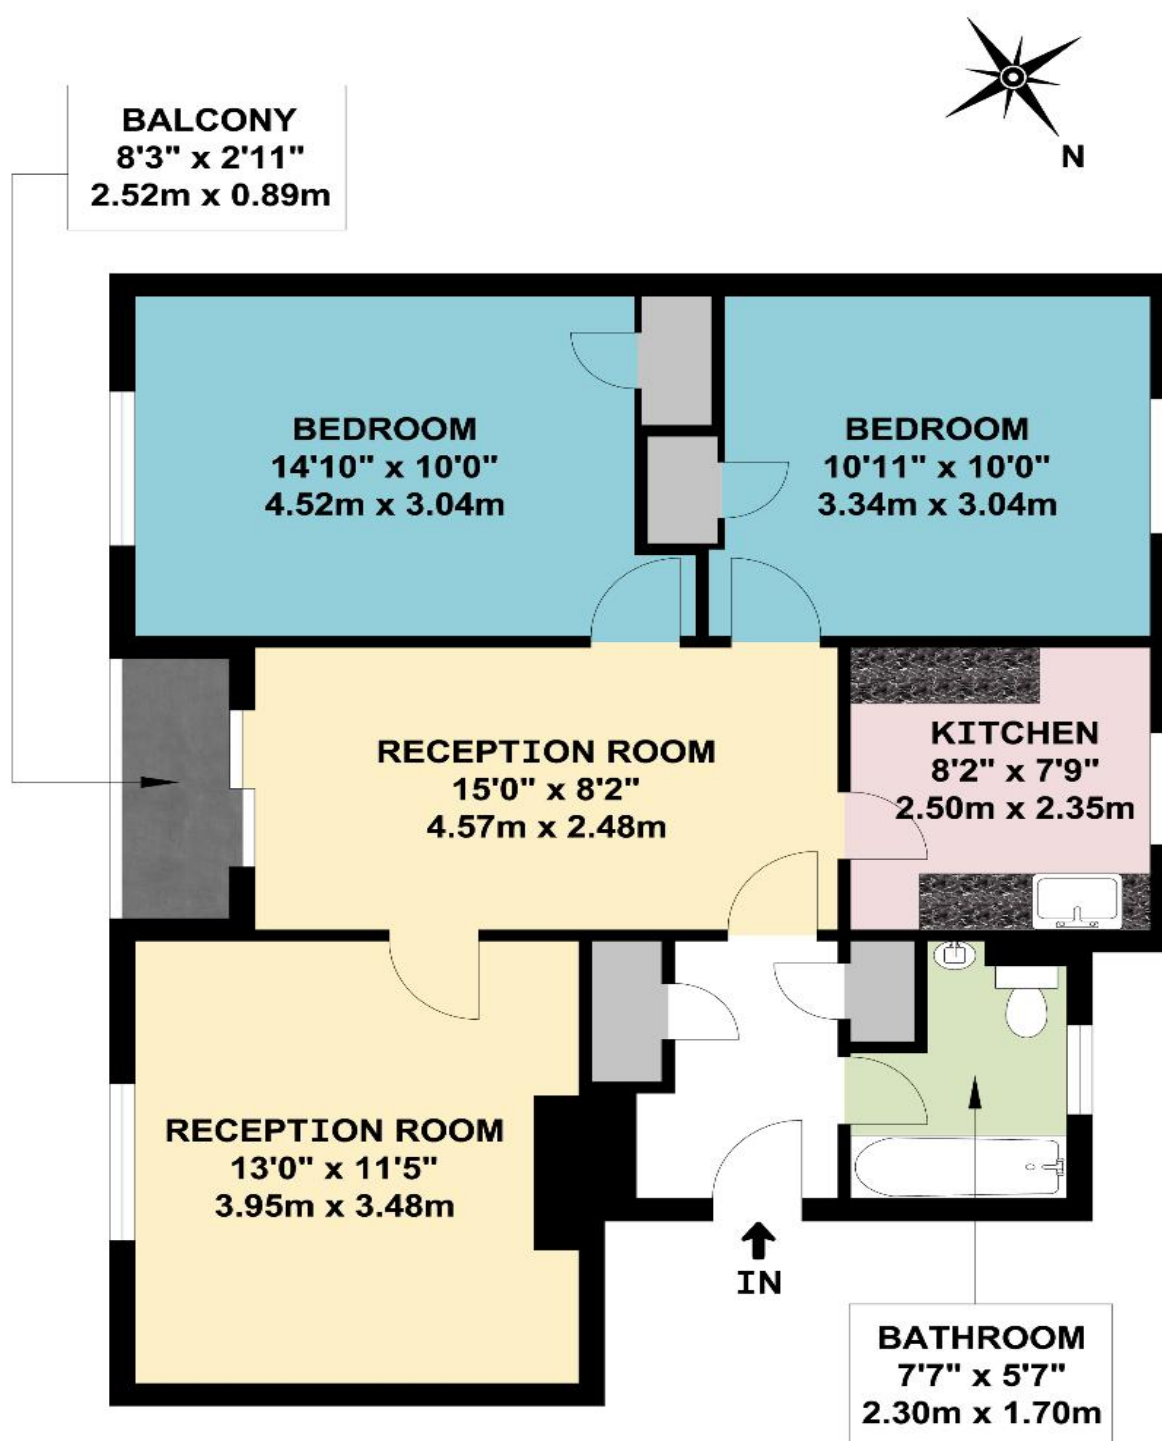 N
BALCONY
8'3" x 2'11"
2.52m x 0.89m
BEDROOM
14'10" x 10'0"
4.52m x 3.04m
BEDROOM
10'11" x 10'0"
3.34m x 3.04m
RECEPTION ROOM
15'0" x 8'2"
4.57m x 2.48m
KITCHEN
8'2" x 7'9"
2.50m x 2.35m
RECEPTION ROOM
13'0" x 11'5"
3.95m x 3.48m
IN
BATHROOM
7'7" x 5'7"
2.30m x 1.70m